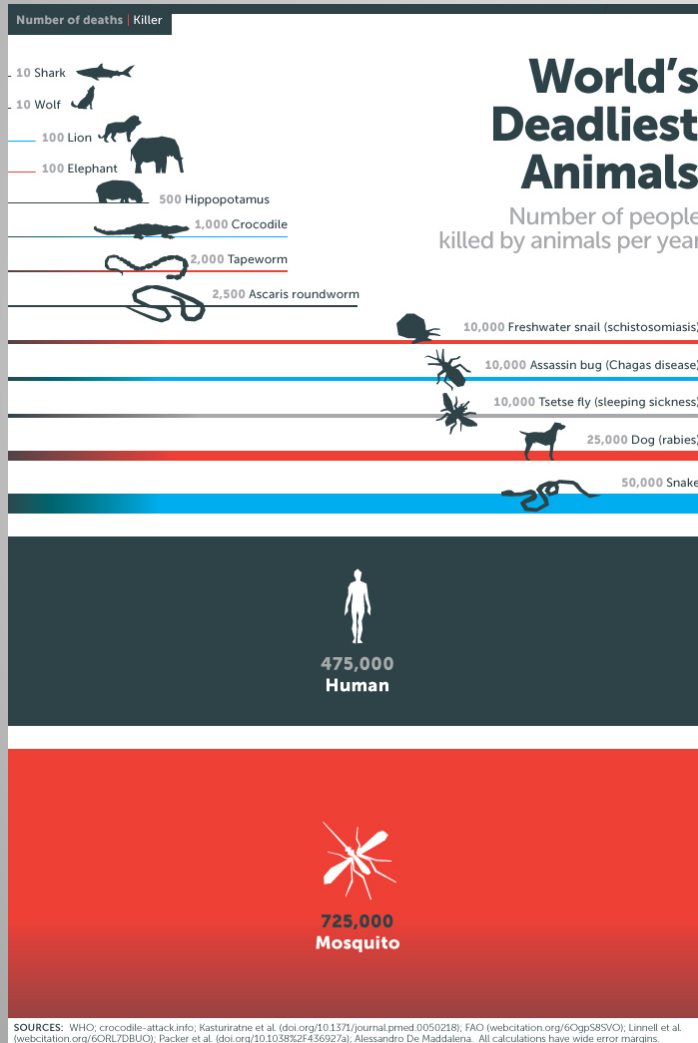 Number of deaths | Killer
10 Shark
10 Wolf
World's
Deadliest
Animals
100 Lion
100 Elephant
500 Hippopotamus
Number of people
killed by animals per year
1,000 Crocodile
2,000 Tapeworm
2,500 Ascaris roundworm
10,000 Freshwater snail (schistosomiasis)
10,000 Assassin bug (Chagas disease)
10,000 Tsetse fly (sleeping sickness)
25,000 Dog (rabies)
50,000 Snake
475,000
Human
725,000
Mosquito
SOURCES: WHO; crocodile-attack.info; Kasturiratne et al. (doi.org/10.1371/journal.pmed.0050218); FAO (webcitation.org/6OgpS8SVO); Linnell et al.
(webcitation.org/6ORL7DBUO); Packer et al. (doi.org/10.1038%2F436927a); Alessandro De Maddalena. All calculations have wide error margins.